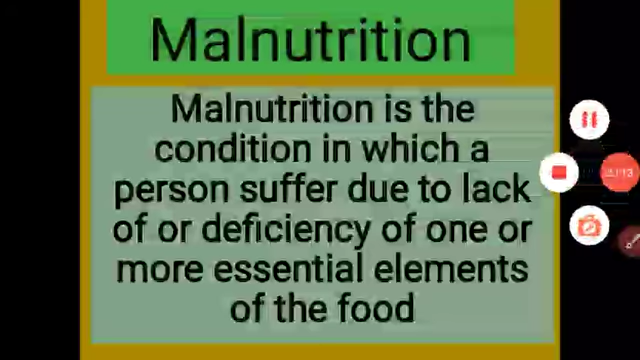 Malnutrition
Malnutrition is the
condition in which a
person suffer due to lack
of or deficiency of one or
more essential elements
of the food